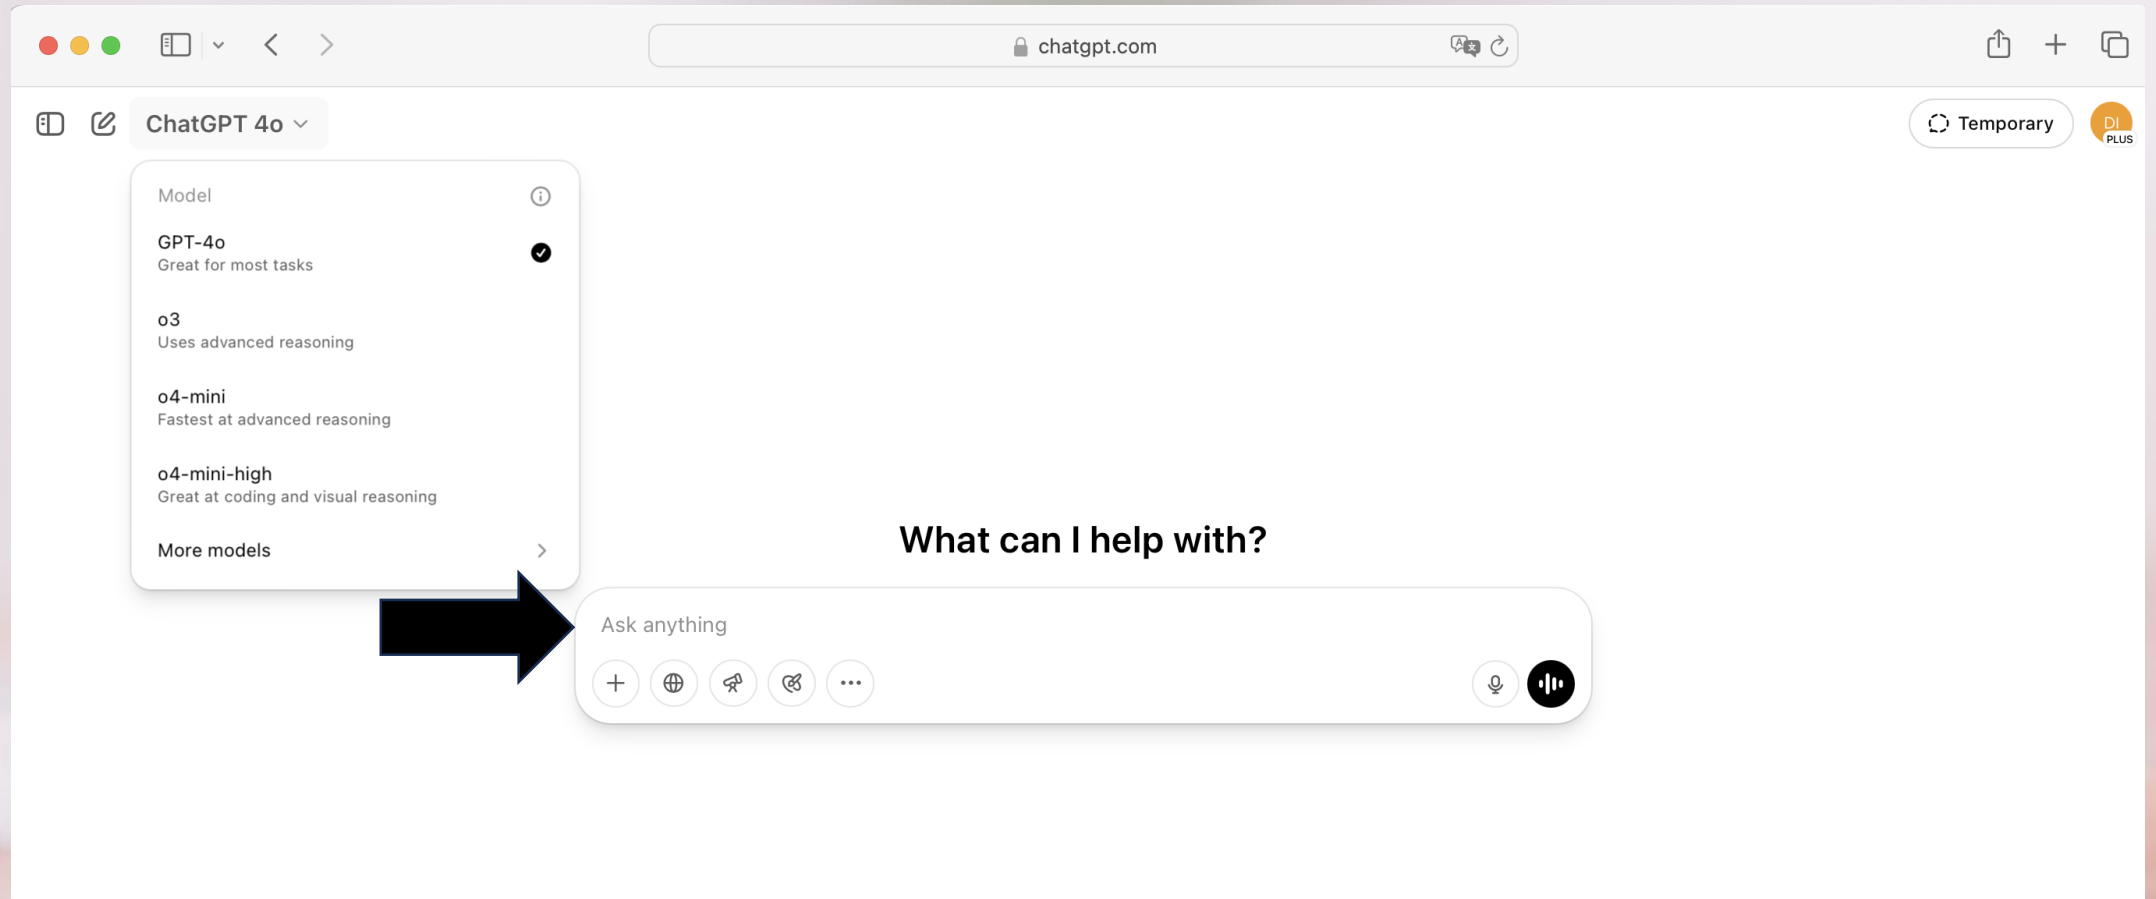 chatgpt.com
ChatGPT 4o
Temporary
DI
PLUS
Model
GPT-4o
Great for most tasks
o3
Uses advanced reasoning
o4-mini
Fastest at advanced reasoning
o4-mini-high
Great at coding and visual reasoning
More models
What can I help with?
Ask anything